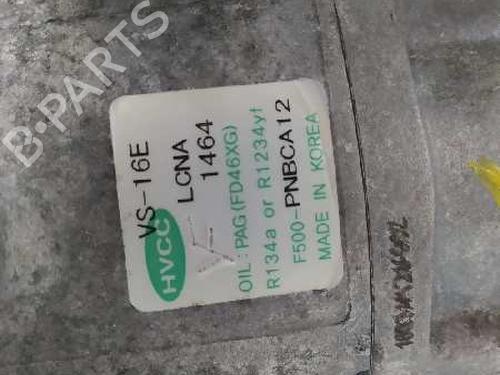 B-PARTS
HVCC
VS-16E
LCNA
1464
OIL : PAG (FD46XG)
R134a or R1234yf
F500-PNBCA12
MADE IN KOREA